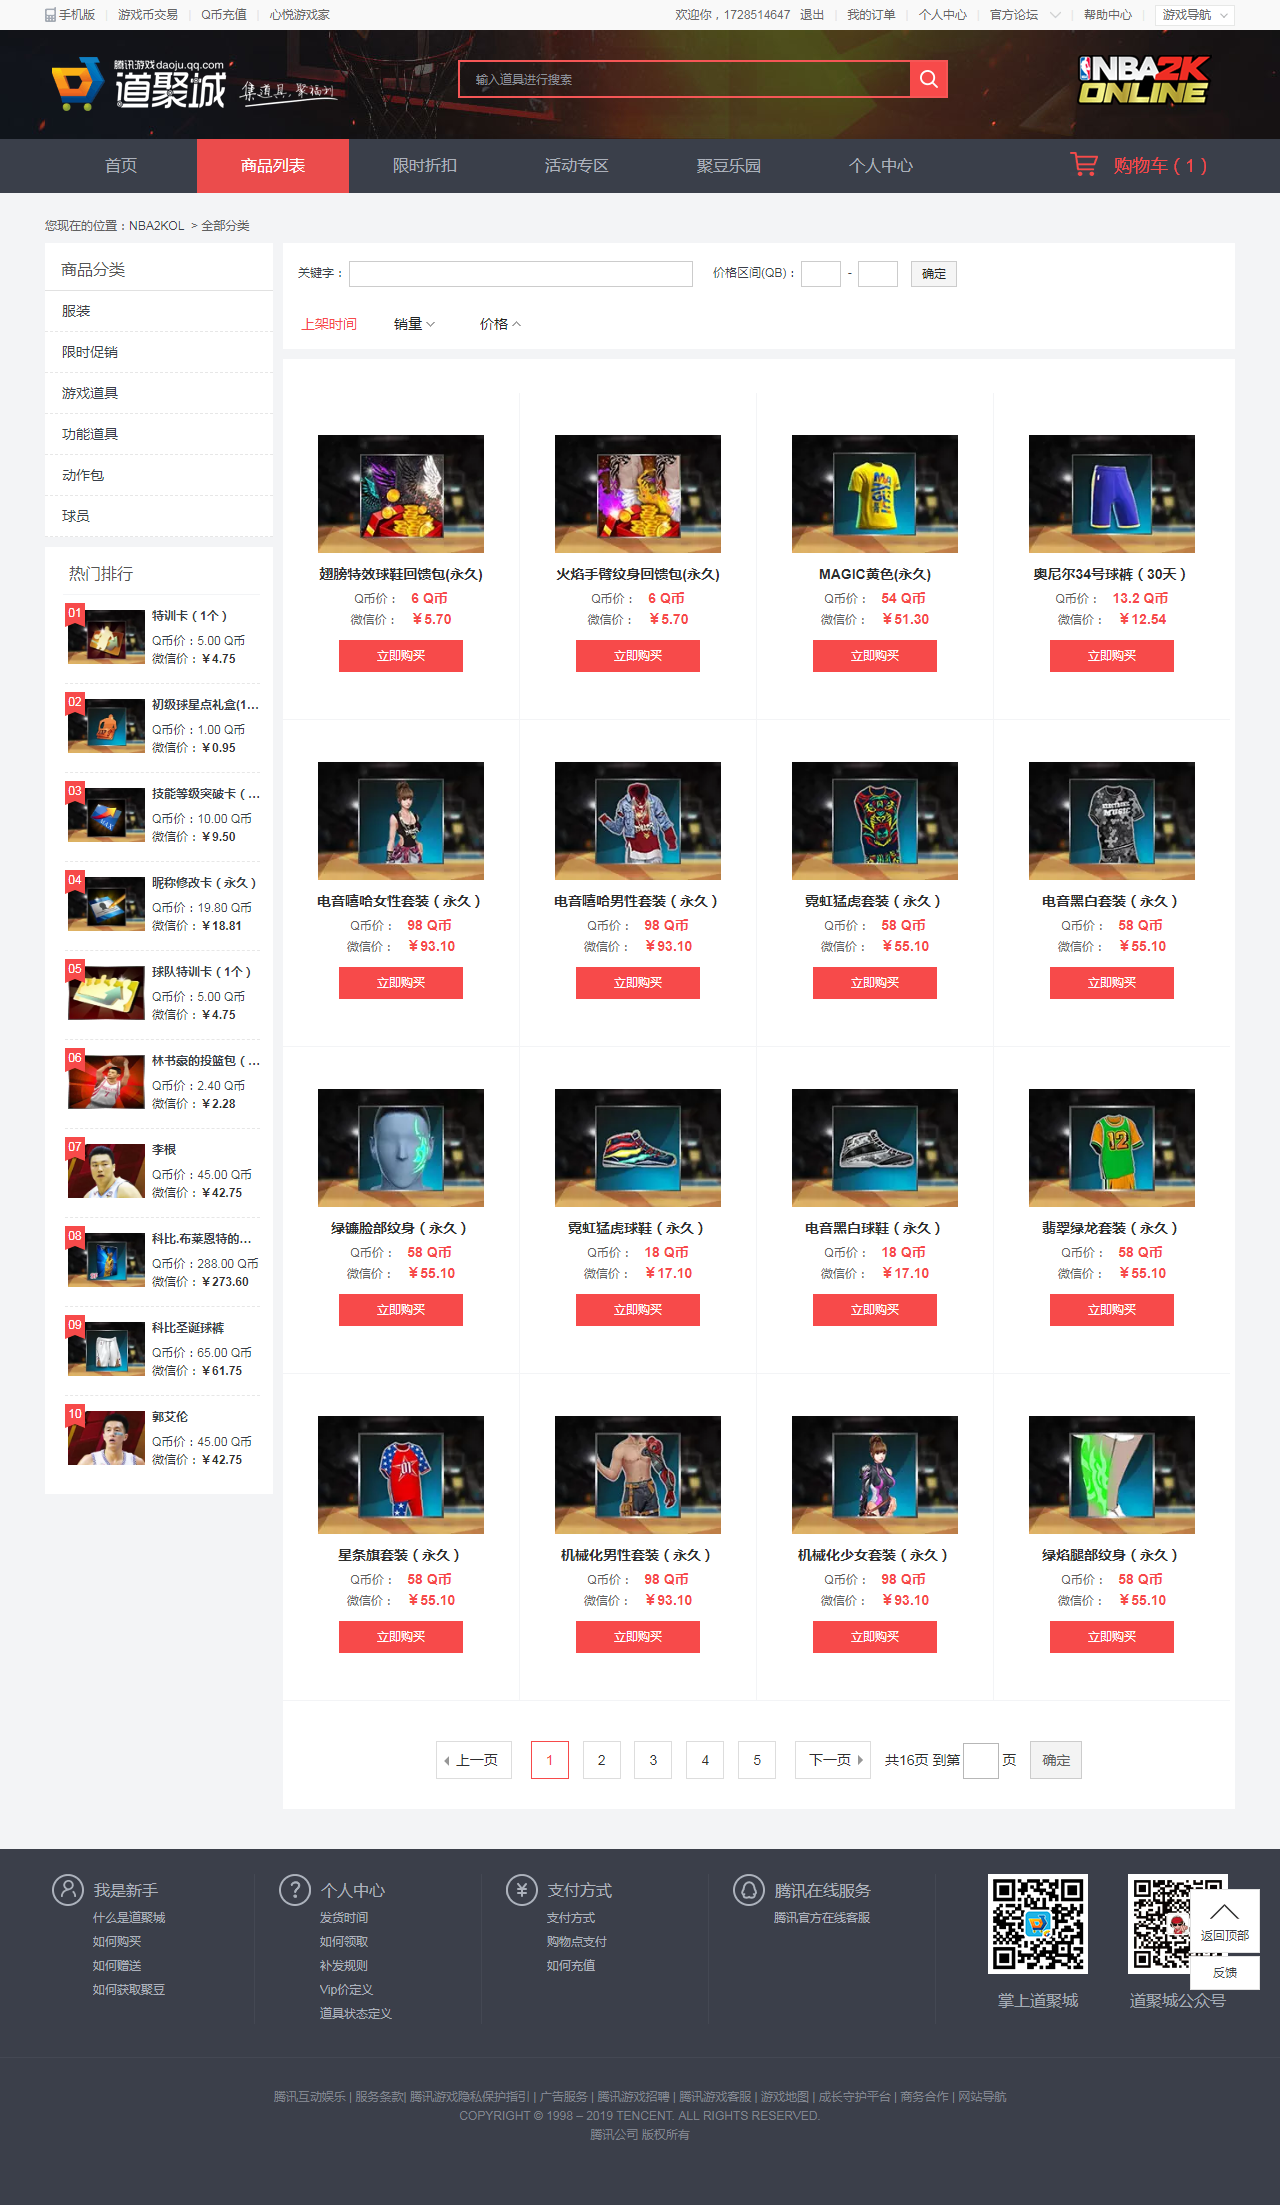 手机版 | 游戏币交易 | Q币充值 | 心悦游戏家
欢迎你，1728514647 退出 | 我的订单 | 个人中心 | 官方论坛 | 帮助中心 | 游戏导航
腾讯游戏daoju.qq.com
道聚城 集道具,聚福利
输入道具进行搜索
NBA2K
ONLINE
首页 商品列表 限时折扣 活动专区 聚豆乐园 个人中心 购物车（1）
您现在的位置：NBA2KOL > 全部分类
商品分类
服装
限时促销
游戏道具
功能道具
动作包
球员
热门排行
01 特训卡（1个）
Q币价：5.00 Q币
微信价：￥4.75
02 初级球星点礼盒(1...
Q币价：1.00 Q币
微信价：￥0.95
03 技能等级突破卡（...
Q币价：10.00 Q币
微信价：￥9.50
04 昵称修改卡（永久）
Q币价：19.80 Q币
微信价：￥18.81
05 球队特训卡（1个）
Q币价：5.00 Q币
微信价：￥4.75
06 林书豪的投篮包（...
Q币价：2.40 Q币
微信价：￥2.28
07 李根
Q币价：45.00 Q币
微信价：￥42.75
08 科比.布莱恩特的...
Q币价：288.00 Q币
微信价：￥273.60
09 科比圣诞球裤
Q币价：65.00 Q币
微信价：￥61.75
10 郭艾伦
Q币价：45.00 Q币
微信价：￥42.75
关键字： 价格区间(QB)： - 确定
上架时间 销量 价格
翅膀特效球鞋回馈包(永久) 火焰手臂纹身回馈包(永久) MAGIC黄色(永久) 奥尼尔34号球裤（30天）
Q币价： 6 Q币 Q币价： 6 Q币 Q币价： 54 Q币 Q币价： 13.2 Q币
微信价： ￥5.70 微信价： ￥5.70 微信价： ￥51.30 微信价： ￥12.54
立即购买 立即购买 立即购买 立即购买
电音嘻哈女性套装（永久） 电音嘻哈男性套装（永久） 霓虹猛虎套装（永久） 电音黑白套装（永久）
Q币价： 98 Q币 Q币价： 98 Q币 Q币价： 58 Q币 Q币价： 58 Q币
微信价： ￥93.10 微信价： ￥93.10 微信价： ￥55.10 微信价： ￥55.10
立即购买 立即购买 立即购买 立即购买
绿镰脸部纹身（永久） 霓虹猛虎球鞋（永久） 电音黑白球鞋（永久） 翡翠绿龙套装（永久）
Q币价： 58 Q币 Q币价： 18 Q币 Q币价： 18 Q币 Q币价： 58 Q币
微信价： ￥55.10 微信价： ￥17.10 微信价： ￥17.10 微信价： ￥55.10
立即购买 立即购买 立即购买 立即购买
星条旗套装（永久） 机械化男性套装（永久） 机械化少女套装（永久） 绿焰腿部纹身（永久）
Q币价： 58 Q币 Q币价： 98 Q币 Q币价： 98 Q币 Q币价： 58 Q币
微信价： ￥55.10 微信价： ￥93.10 微信价： ￥93.10 微信价： ￥55.10
立即购买 立即购买 立即购买 立即购买
上一页 1 2 3 4 5 下一页 共16页 到第 页 确定
我是新手
什么是道聚城
如何购买
如何赠送
如何获取聚豆
个人中心
发货时间
如何领取
补发规则
Vip价定义
道具状态定义
支付方式
支付方式
购物点支付
如何充值
腾讯在线服务
腾讯官方在线客服
掌上道聚城 道聚城公众号
返回顶部
反馈
腾讯互动娱乐 | 服务条款| 腾讯游戏隐私保护指引 | 广告服务 | 腾讯游戏招聘 | 腾讯游戏客服 | 游戏地图 | 成长守护平台 | 商务合作 | 网站导航
COPYRIGHT © 1998 – 2019 TENCENT. ALL RIGHTS RESERVED.
腾讯公司 版权所有